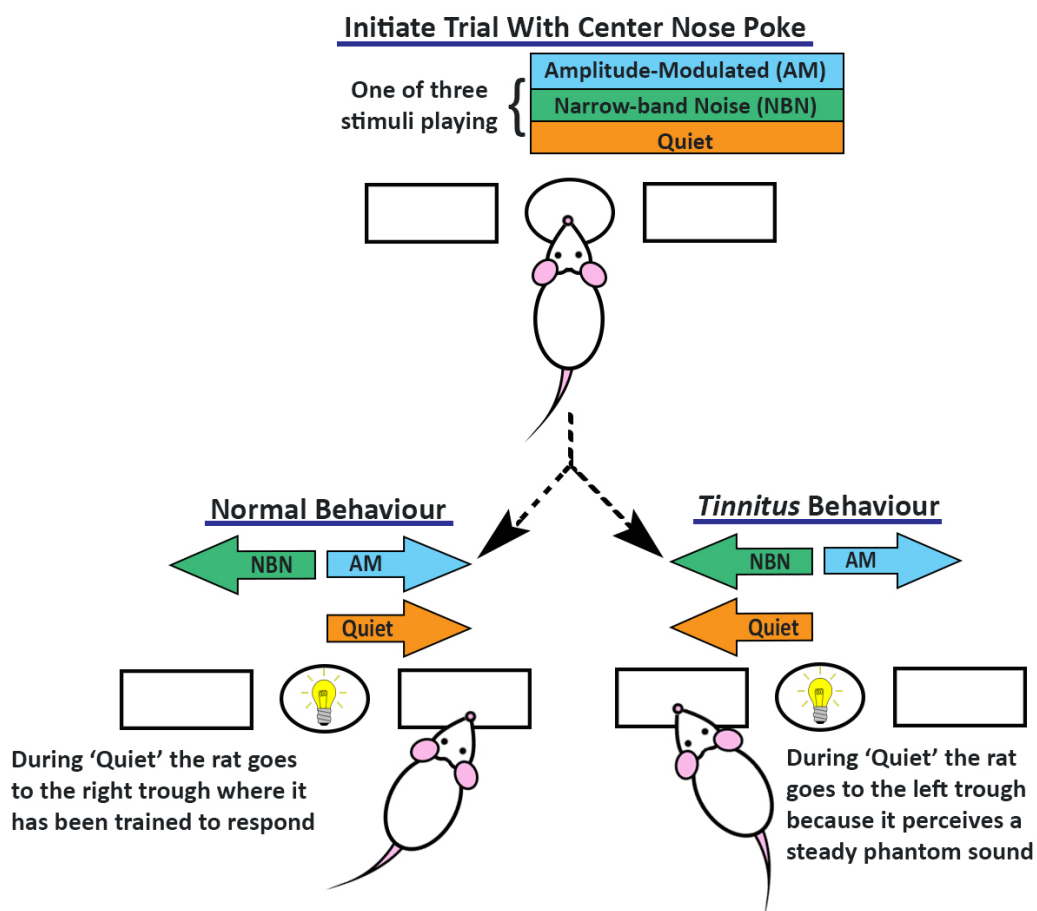 Initiate Trial With Center Nose Poke
One of three
stimuli playing
Amplitude-Modulated (AM)
Narrow-band Noise (NBN)
Quiet
Normal Behaviour
NBN
AM
Quiet
During ‘Quiet’ the rat goes
to the right trough where it
has been trained to respond
Tinnitus Behaviour
NBN
AM
Quiet
During ‘Quiet’ the rat
goes to the left trough
because it perceives a
steady phantom sound